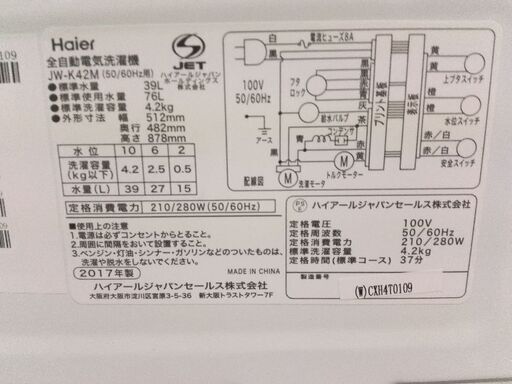 109
Haier
JET
全自動電気洗濯機
JW-K42M (50/60Hz用)
ハイアールジャパン
ホールディングス
株式会社
●標準水量 39L
●標準使用水量 76L
●標準洗濯容量 4.2kg
●外形寸法 幅 512mm
奥行 482mm
高さ 878mm
水位 10 6 2
洗濯容量(kg以下) 4.2 2.5 0.5
水量(L) 39 27 15
定格消費電力 210/280W(50/60Hz)
■使用上の注意
1.電源は必ずコンセントからとること。
2.周囲に間隔をおいて設置すること。
3.ベンジン・灯油・シンナー・ガソリンなどのついたものは、
洗濯や脱水をしないでください。
2017年製
MADE IN CHINA
ハイアールジャパンセールス株式会社
大阪府大阪市淀川区宮原3-5-36 新大阪トラストタワー7F
白
電流ヒューズ8A
黒
100V
50/60Hz
フタロック
給水バルブ
コンデンサ
アース
配線図
洗濯モータ
トルクモータ
M
M
プリント基板
表示板
黄
黄
上ブタスイッチ
黄
黄
水位スイッチ
赤/白
赤/白
安全スイッチ
PS
E
ハイアールジャパンセールス株式会社
定格電圧 100V
定格周波数 50/60Hz
定格消費電力 210/280W
標準洗濯容量 4.2kg
定格時間(標準コース) 37分
製造番号
(W)CXH4T0109